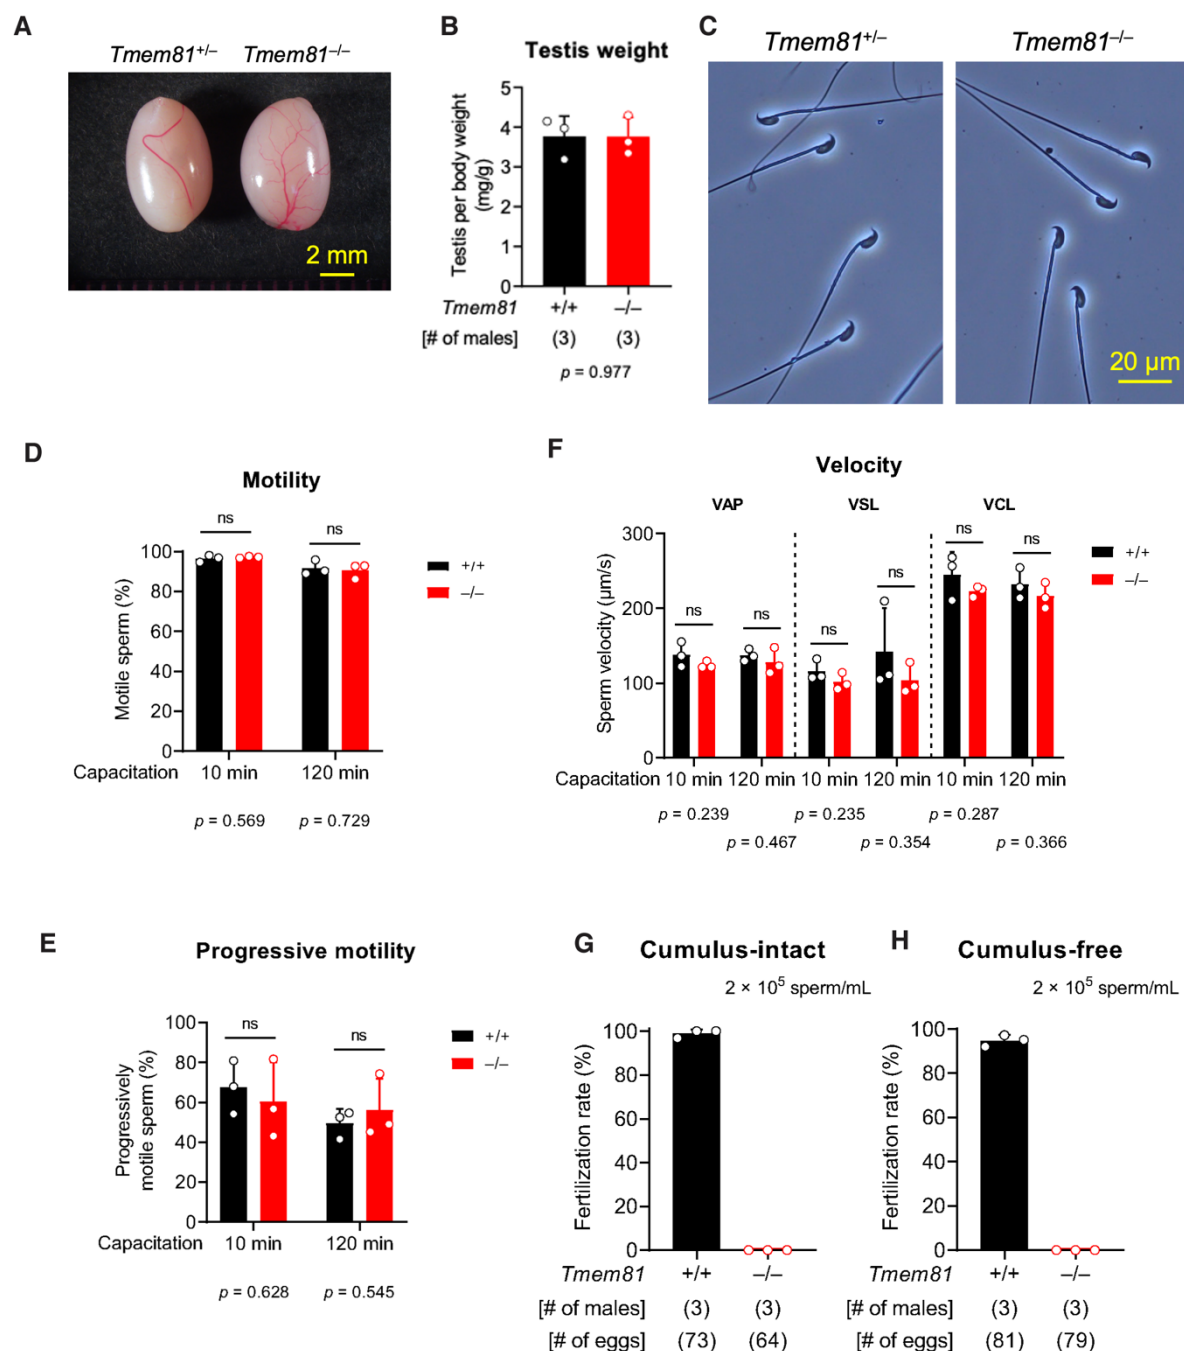 A
Tmem81+/– Tmem81–/–
2 mm
B
Testis weight
Testis per body weight
(mg/g)
5
4
3
2
1
0
Tmem81 +/+ –/–
[# of males] (3) (3)
p = 0.977
C
Tmem81+/– Tmem81–/–
20 µm
D
Motility
ns ns
Motile sperm (%)
100
80
60
40
20
0
+/+
–/–
Capacitation 10 min 120 min
p = 0.569 p = 0.729
F
Velocity
VAP VSL VCL
Sperm velocity (µm/s)
300
200
100
0
ns ns ns ns ns ns
+/+
–/–
Capacitation 10 min 120 min 10 min 120 min 10 min 120 min
p = 0.239 p = 0.235 p = 0.287
p = 0.467 p = 0.354 p = 0.366
E
Progressive motility
ns ns
Progressively
motile sperm (%)
100
80
60
40
20
0
+/+
–/–
Capacitation 10 min 120 min
p = 0.628 p = 0.545
G
Cumulus-intact
2 × 10⁵ sperm/mL
Fertilization rate (%)
100
80
60
40
20
0
Tmem81 +/+ –/–
[# of males] (3) (3)
[# of eggs] (73) (64)
H
Cumulus-free
2 × 10⁵ sperm/mL
Fertilization rate (%)
100
80
60
40
20
0
Tmem81 +/+ –/–
[# of males] (3) (3)
[# of eggs] (81) (79)